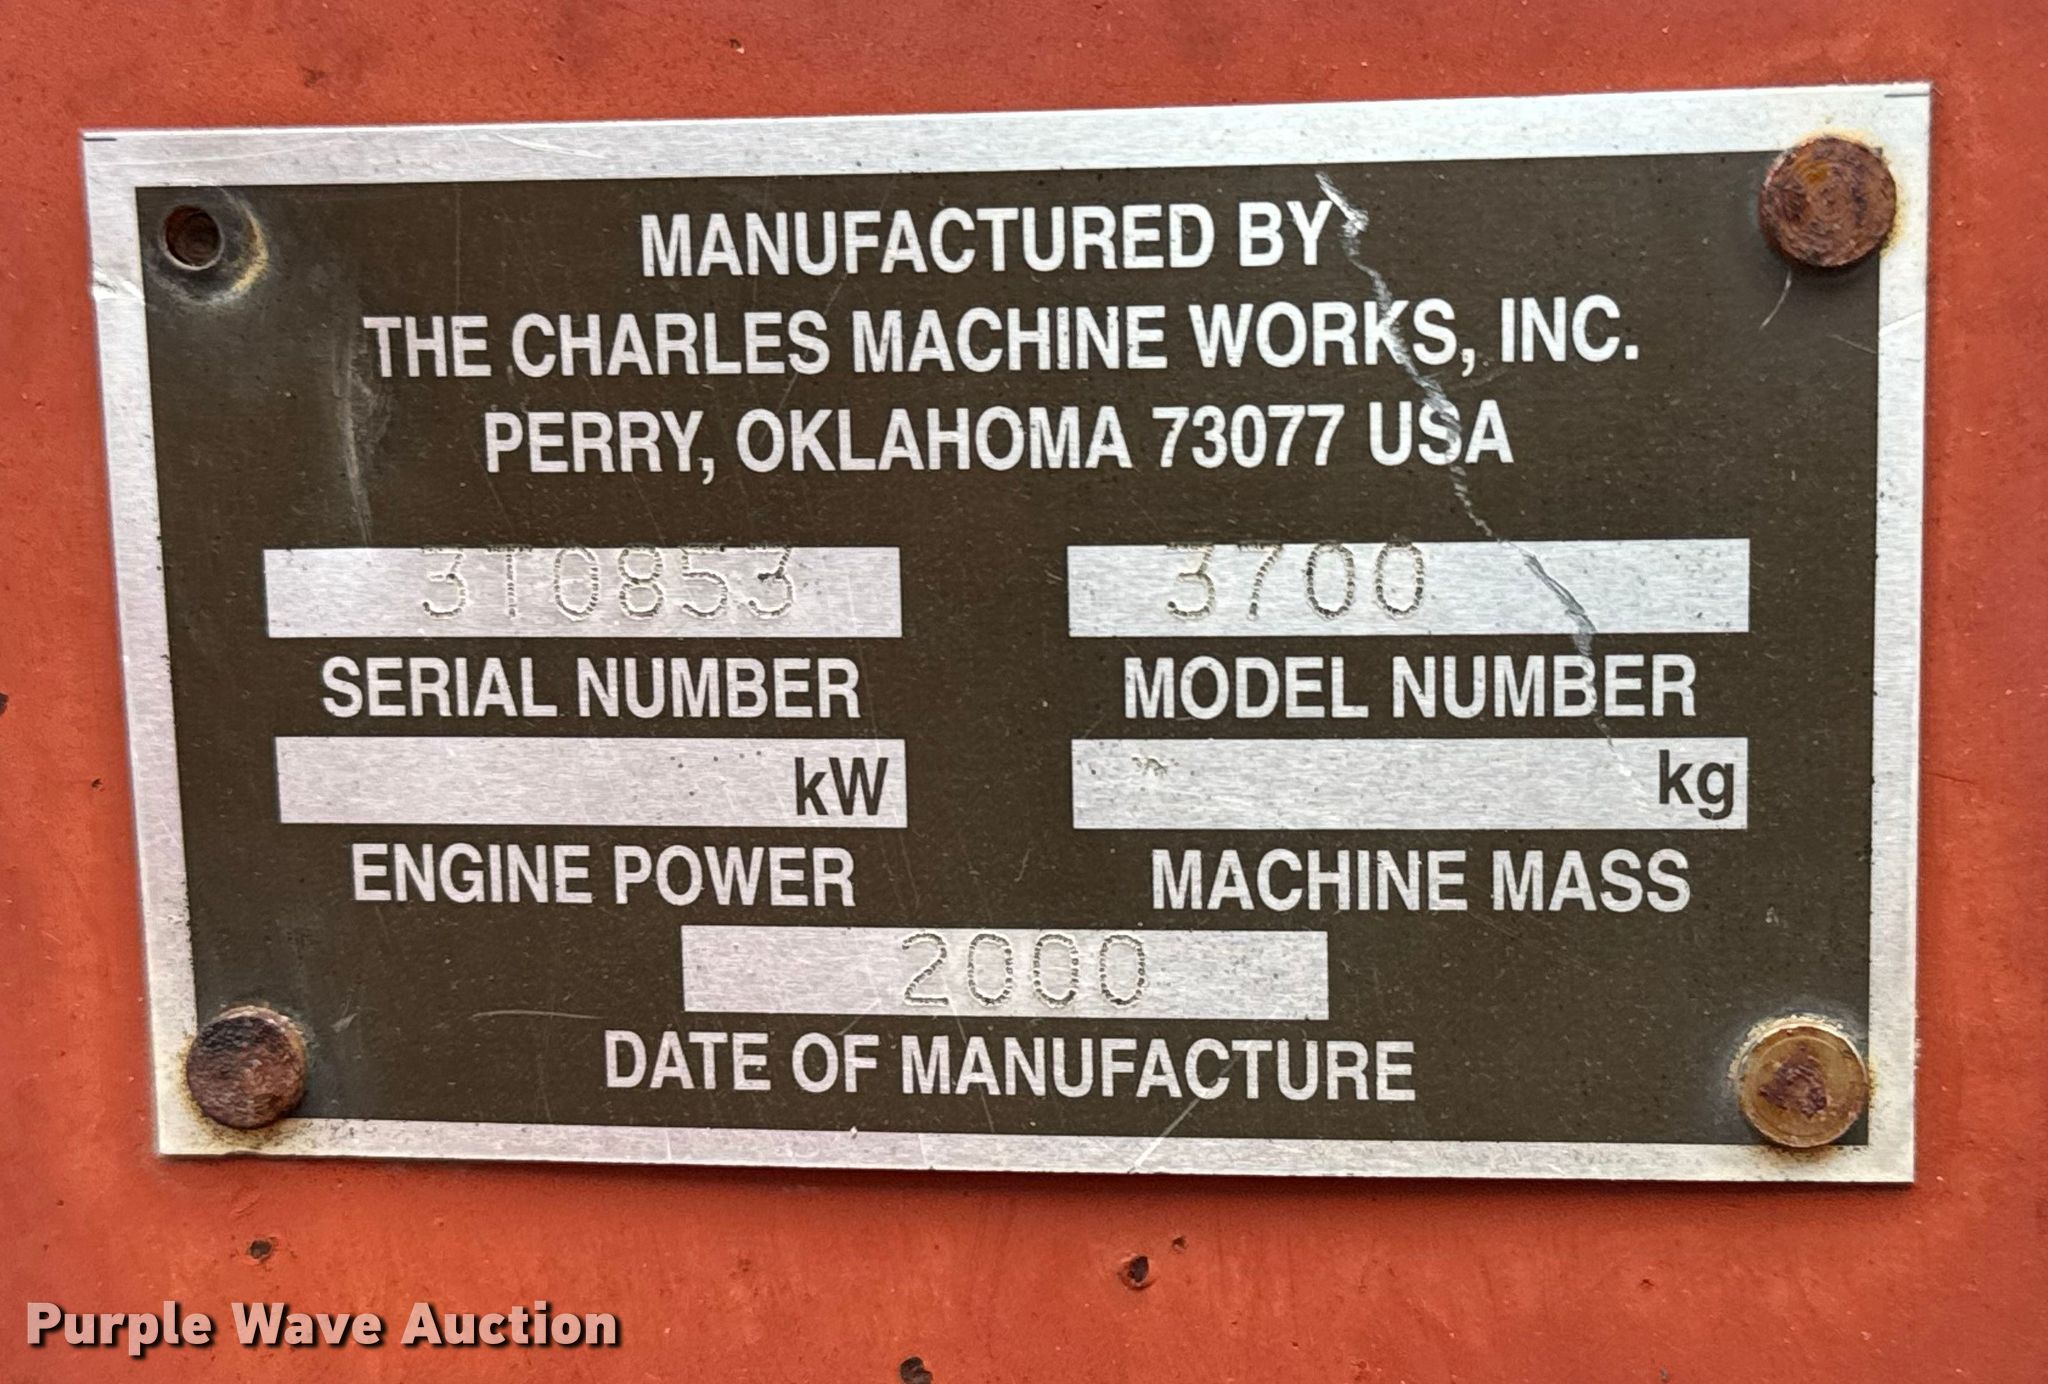 MANUFACTURED BY
THE CHARLES MACHINE WORKS, INC.
PERRY, OKLAHOMA 73077 USA
3T0853 3700
SERIAL NUMBER MODEL NUMBER
kW kg
ENGINE POWER MACHINE MASS
2000
DATE OF MANUFACTURE
Purple Wave Auction